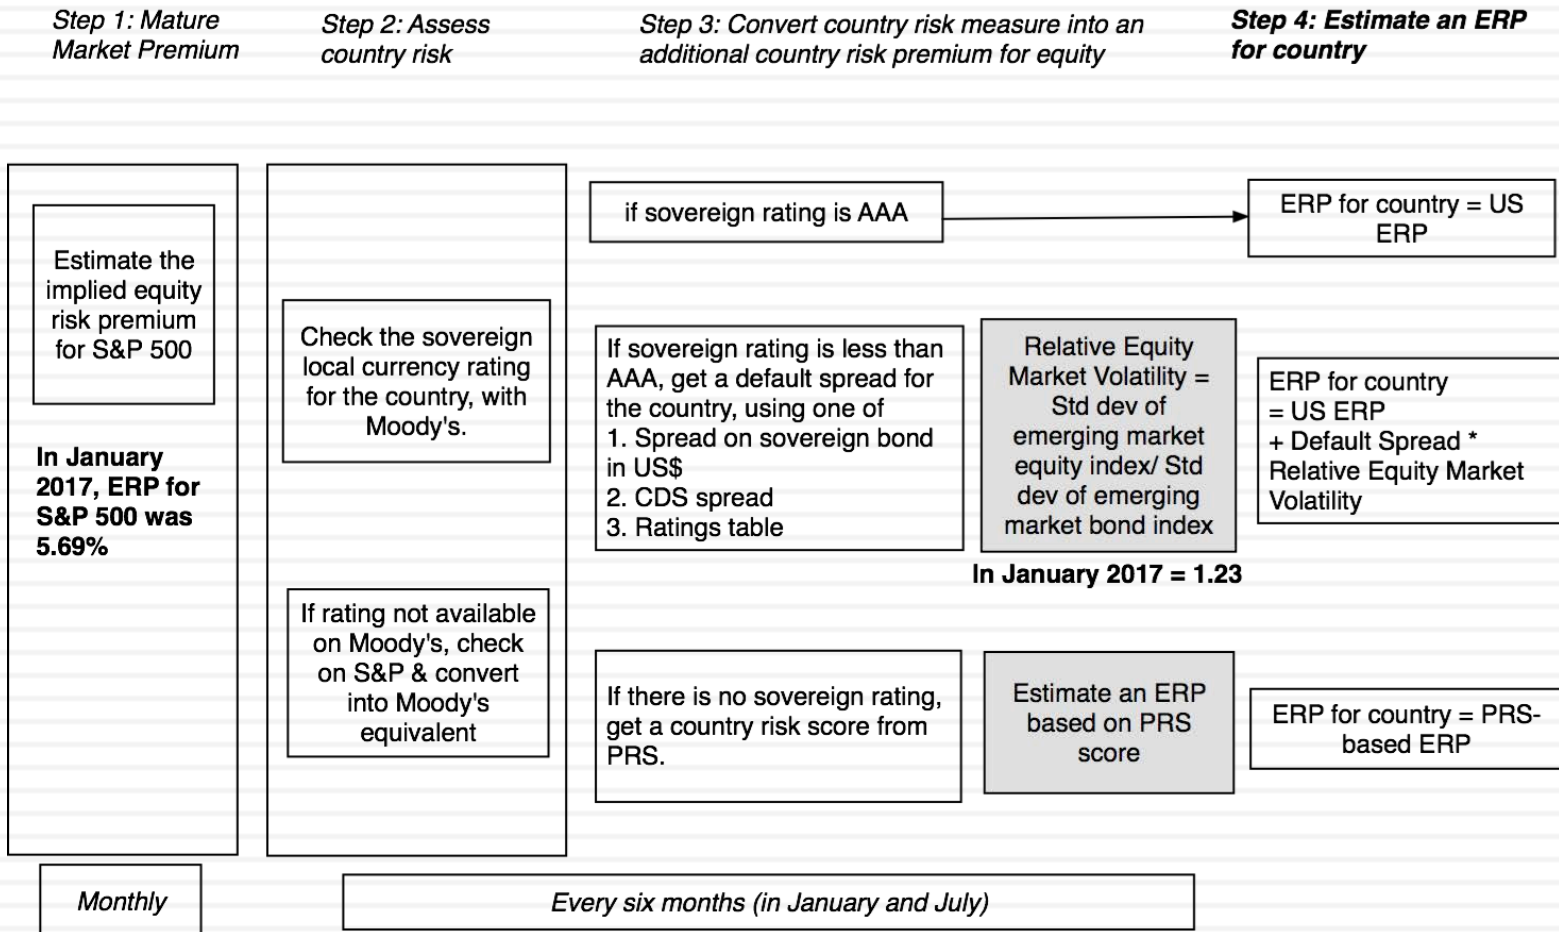 Step 1: Mature
Market Premium
Step 2: Assess
country risk
Step 3: Convert country risk measure into an
additional country risk premium for equity
Step 4: Estimate an ERP
for country
Estimate the
implied equity
risk premium
for S&P 500
In January
2017, ERP for
S&P 500 was
5.69%
Check the sovereign
local currency rating
for the country, with
Moody's.
If rating not available
on Moody's, check
on S&P & convert
into Moody's
equivalent
if sovereign rating is AAA
ERP for country = US
ERP
If sovereign rating is less than
AAA, get a default spread for
the country, using one of
1. Spread on sovereign bond
in US$
2. CDS spread
3. Ratings table
Relative Equity
Market Volatility =
Std dev of
emerging market
equity index/ Std
dev of emerging
market bond index
In January 2017 = 1.23
ERP for country
= US ERP
+ Default Spread *
Relative Equity Market
Volatility
If there is no sovereign rating,
get a country risk score from
PRS.
Estimate an ERP
based on PRS
score
ERP for country = PRS-
based ERP
Monthly
Every six months (in January and July)